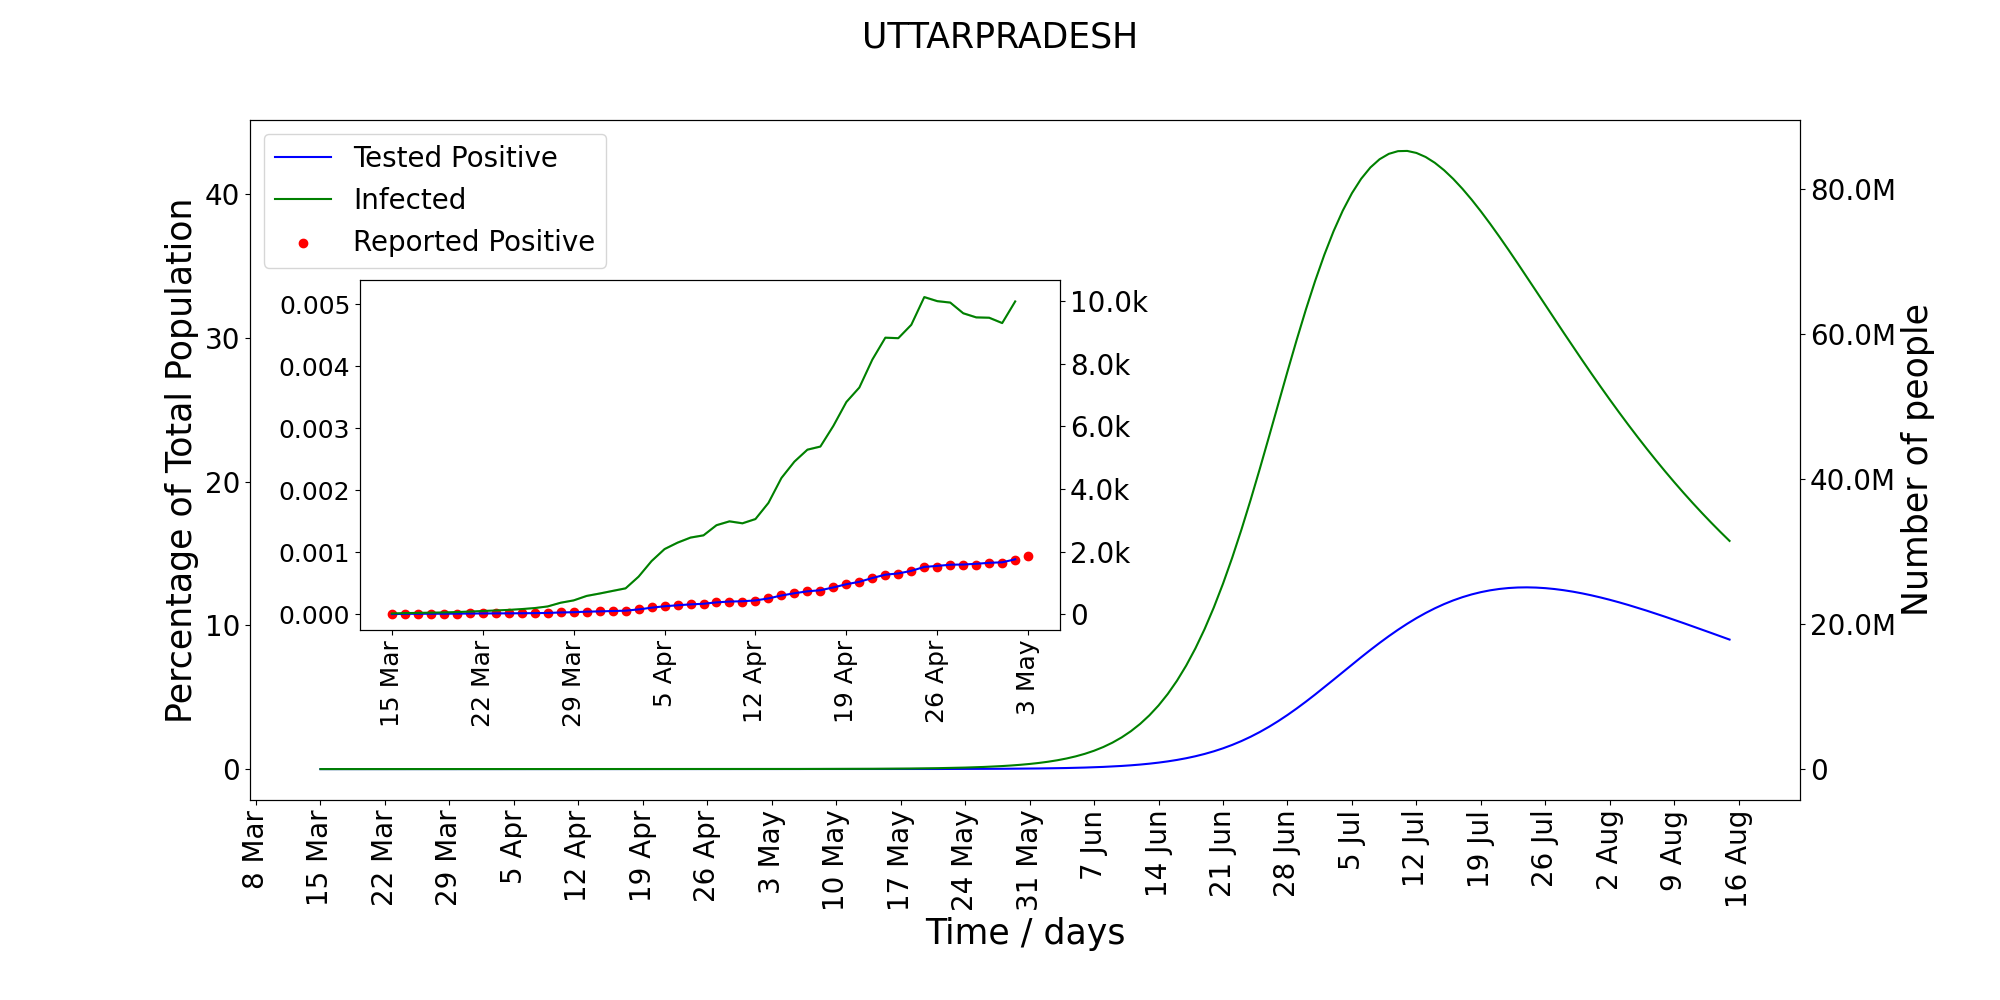 UTTARPRADESH
Tested Positive
Infected
Reported Positive
Percentage of Total Population
40
30
20
10
0
80.0M
60.0M
40.0M
20.0M
0
Number of people
0.005
0.004
0.003
0.002
0.001
0.000
10.0k
8.0k
6.0k
4.0k
2.0k
0
15 Mar
22 Mar
29 Mar
5 Apr
12 Apr
19 Apr
26 Apr
3 May
8 Mar
15 Mar
22 Mar
29 Mar
5 Apr
12 Apr
19 Apr
26 Apr
3 May
10 May
17 May
24 May
31 May
7 Jun
14 Jun
21 Jun
28 Jun
5 Jul
12 Jul
19 Jul
26 Jul
2 Aug
9 Aug
16 Aug
Time / days